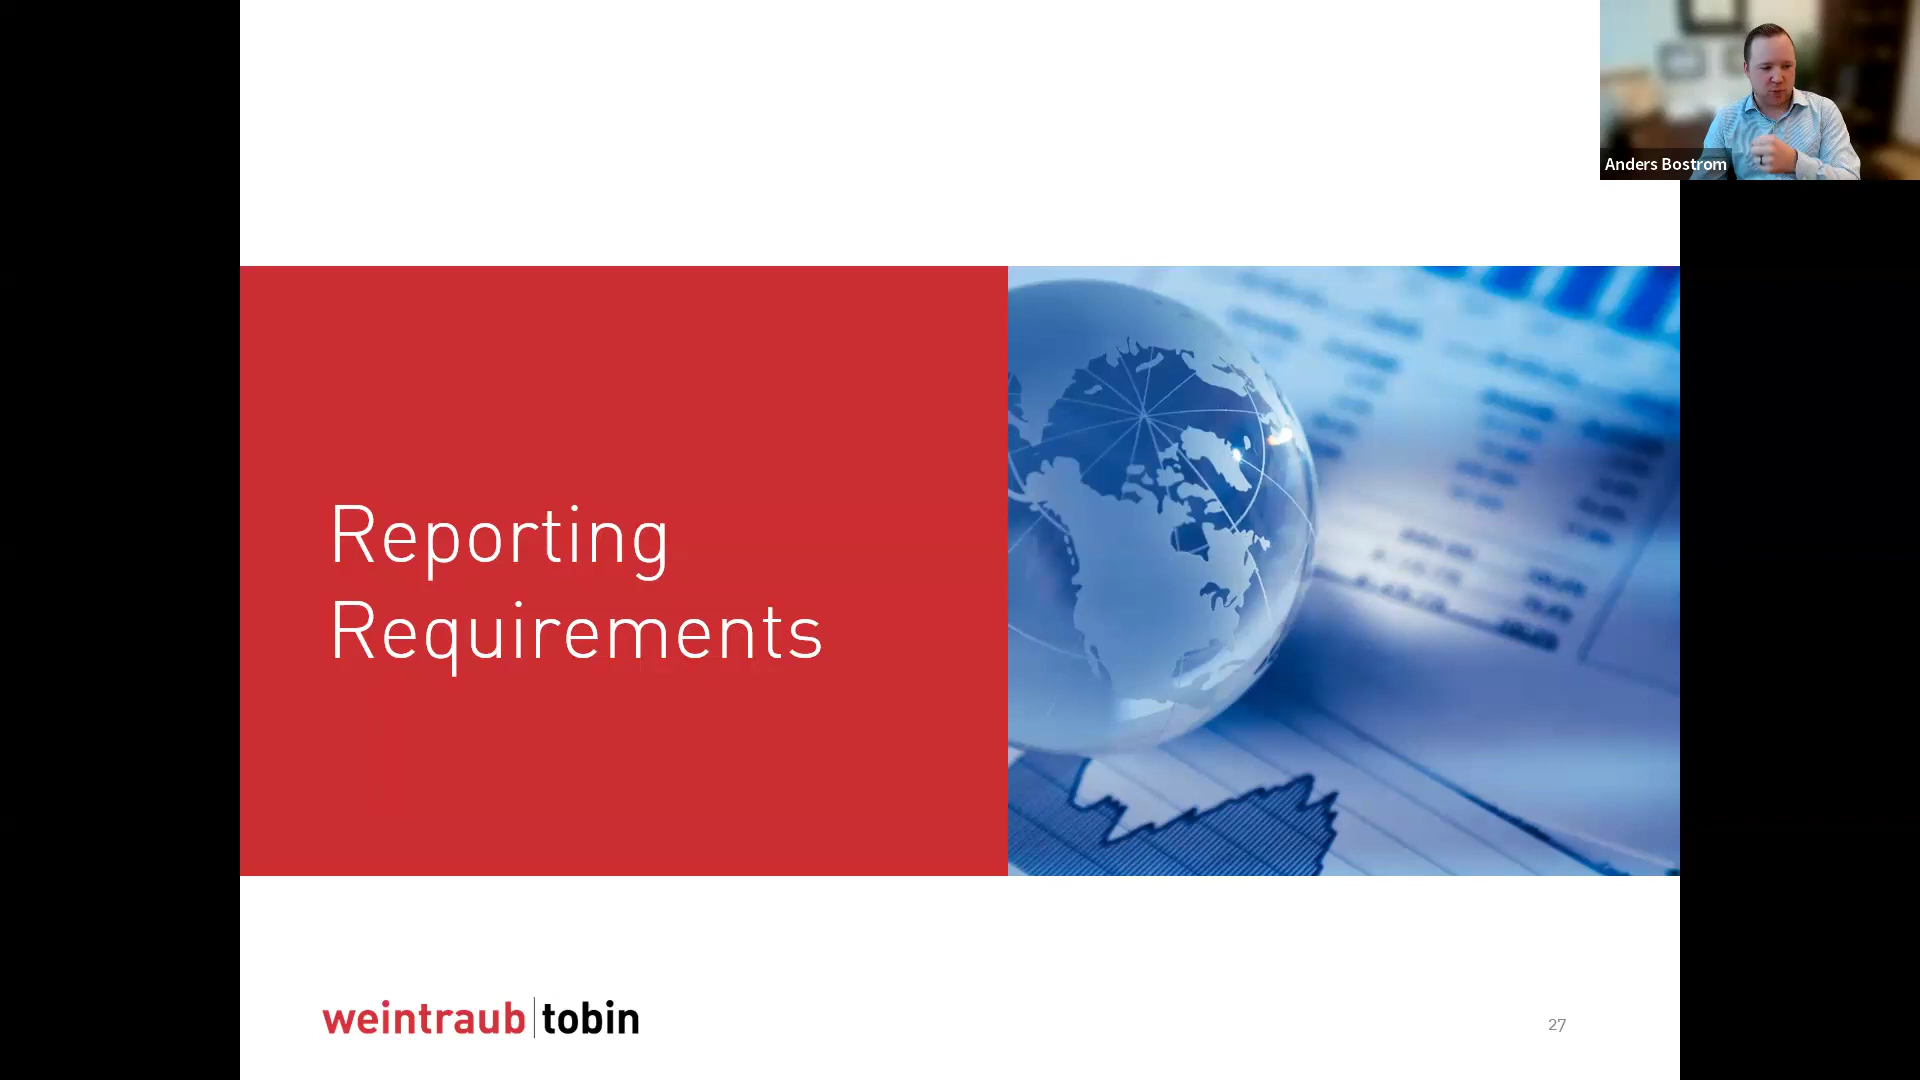 Anders Bostrom
Reporting
Requirements
weintraub tobin
27